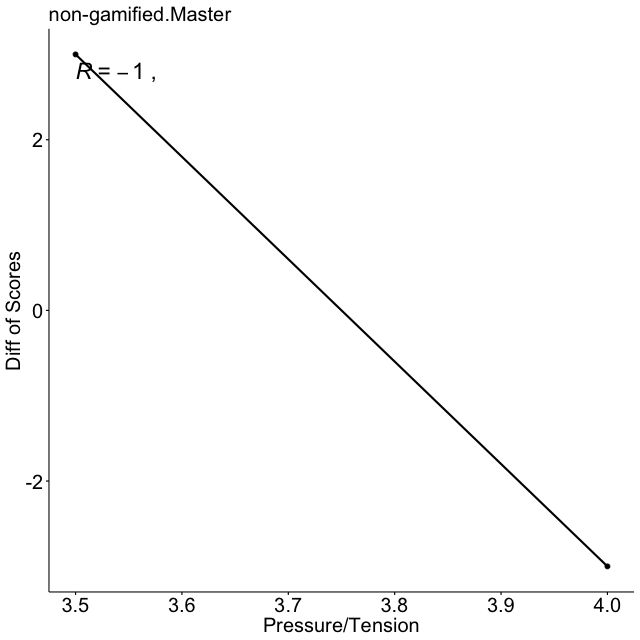 non-gamified.Master
R = −1 ,
2
0
-2
Diff of Scores
3.5 3.6 3.7 3.8 3.9 4.0
Pressure/Tension